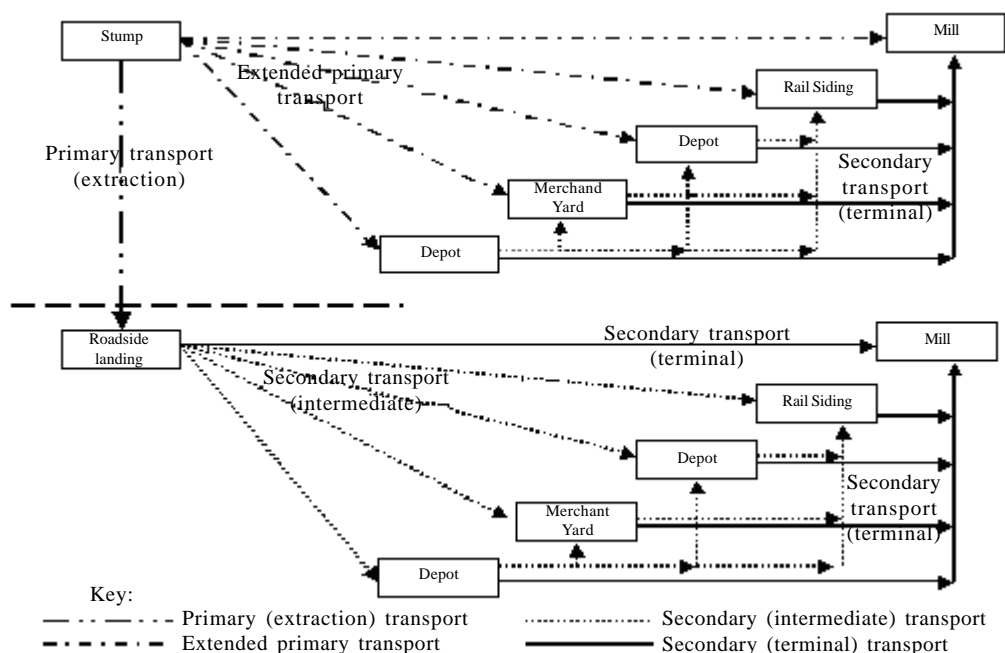 Stump
Mill
Extended primary
transport
Rail Siding
Primary transport
(extraction)
Depot
Secondary
transport
(terminal)
Merchand
Yard
Depot
Roadside
landing
Secondary transport
(terminal)
Mill
Secondary transport
(intermediate)
Rail Siding
Depot
Secondary
transport
(terminal)
Merchant
Yard
Depot
Key:
Primary (extraction) transport
Extended primary transport
Secondary (intermediate) transport
Secondary (terminal) transport